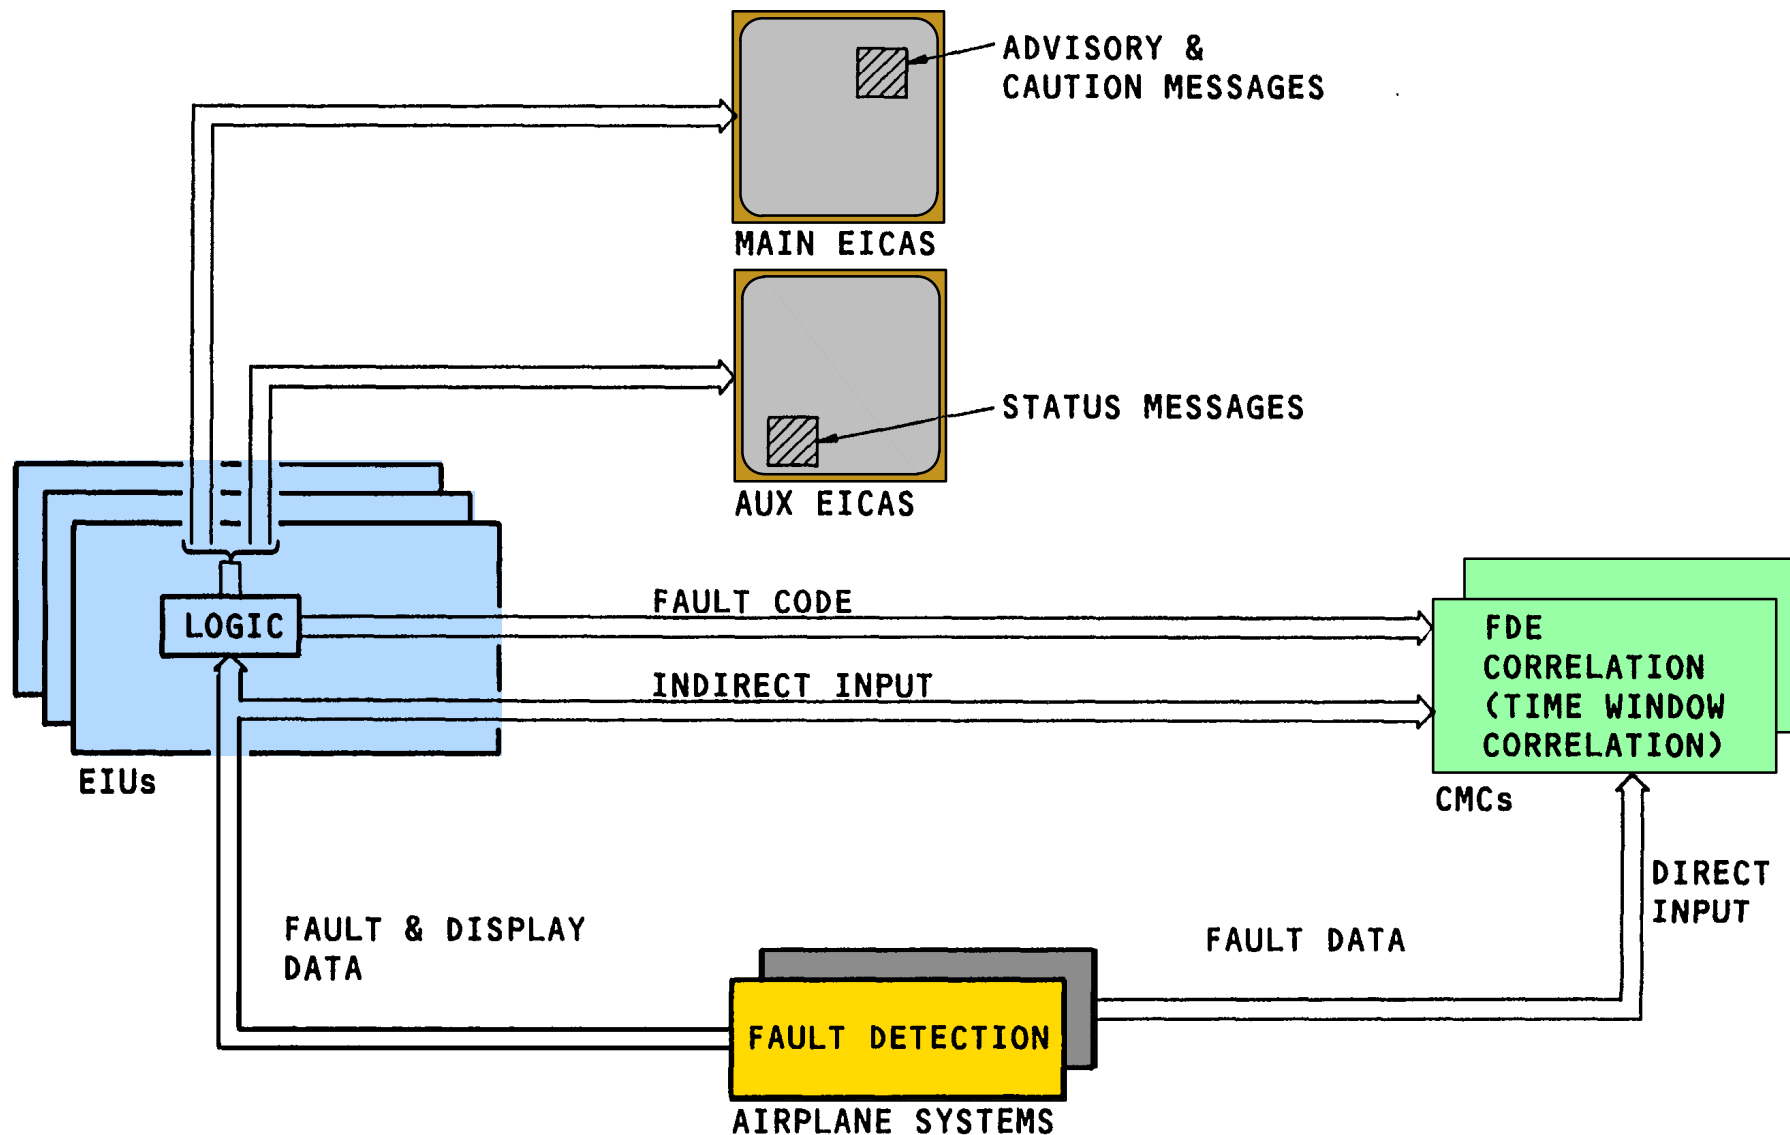 ADVISORY &
CAUTION MESSAGES
MAIN EICAS
STATUS MESSAGES
AUX EICAS
LOGIC
FAULT CODE
INDIRECT INPUT
EIUs
FDE
CORRELATION
(TIME WINDOW
CORRELATION)
CMCs
DIRECT
INPUT
FAULT & DISPLAY
DATA
FAULT DATA
FAULT DETECTION
AIRPLANE SYSTEMS